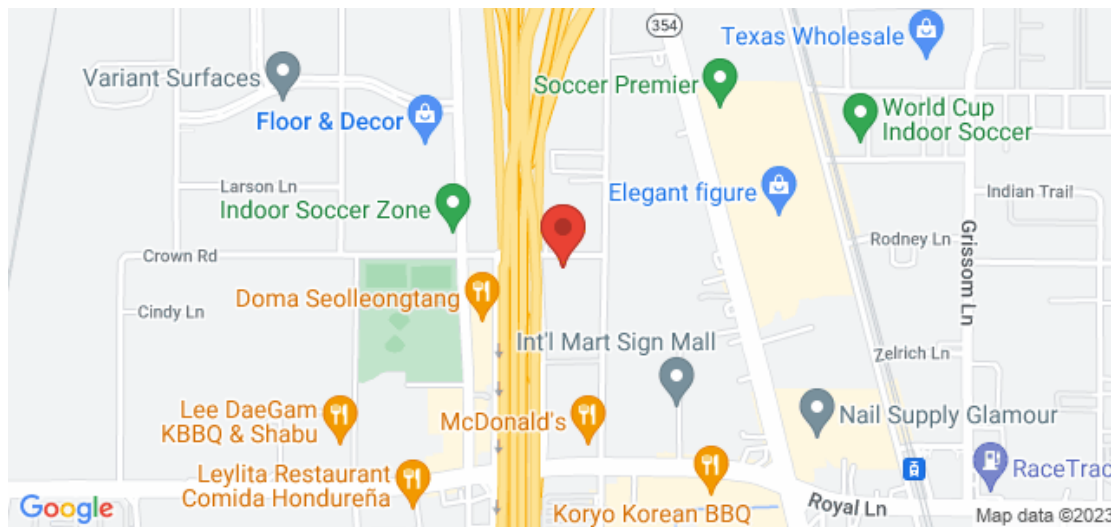 354
Texas Wholesale
Variant Surfaces
Soccer Premier
World Cup
Indoor Soccer
Floor & Decor
Larson Ln
Indoor Soccer Zone
Elegant figure
Indian Trail
Grissom Ln
Rodney Ln
Crown Rd
Cindy Ln
Doma Seolleongtang
Int'l Mart Sign Mall
Zelrich Ln
Lee DaeGam
KBBQ & Shabu
McDonald's
Nail Supply Glamour
Leylita Restaurant
Comida Hondureña
RaceTrac
Koryo Korean BBQ
Royal Ln
Google
Map data ©2023